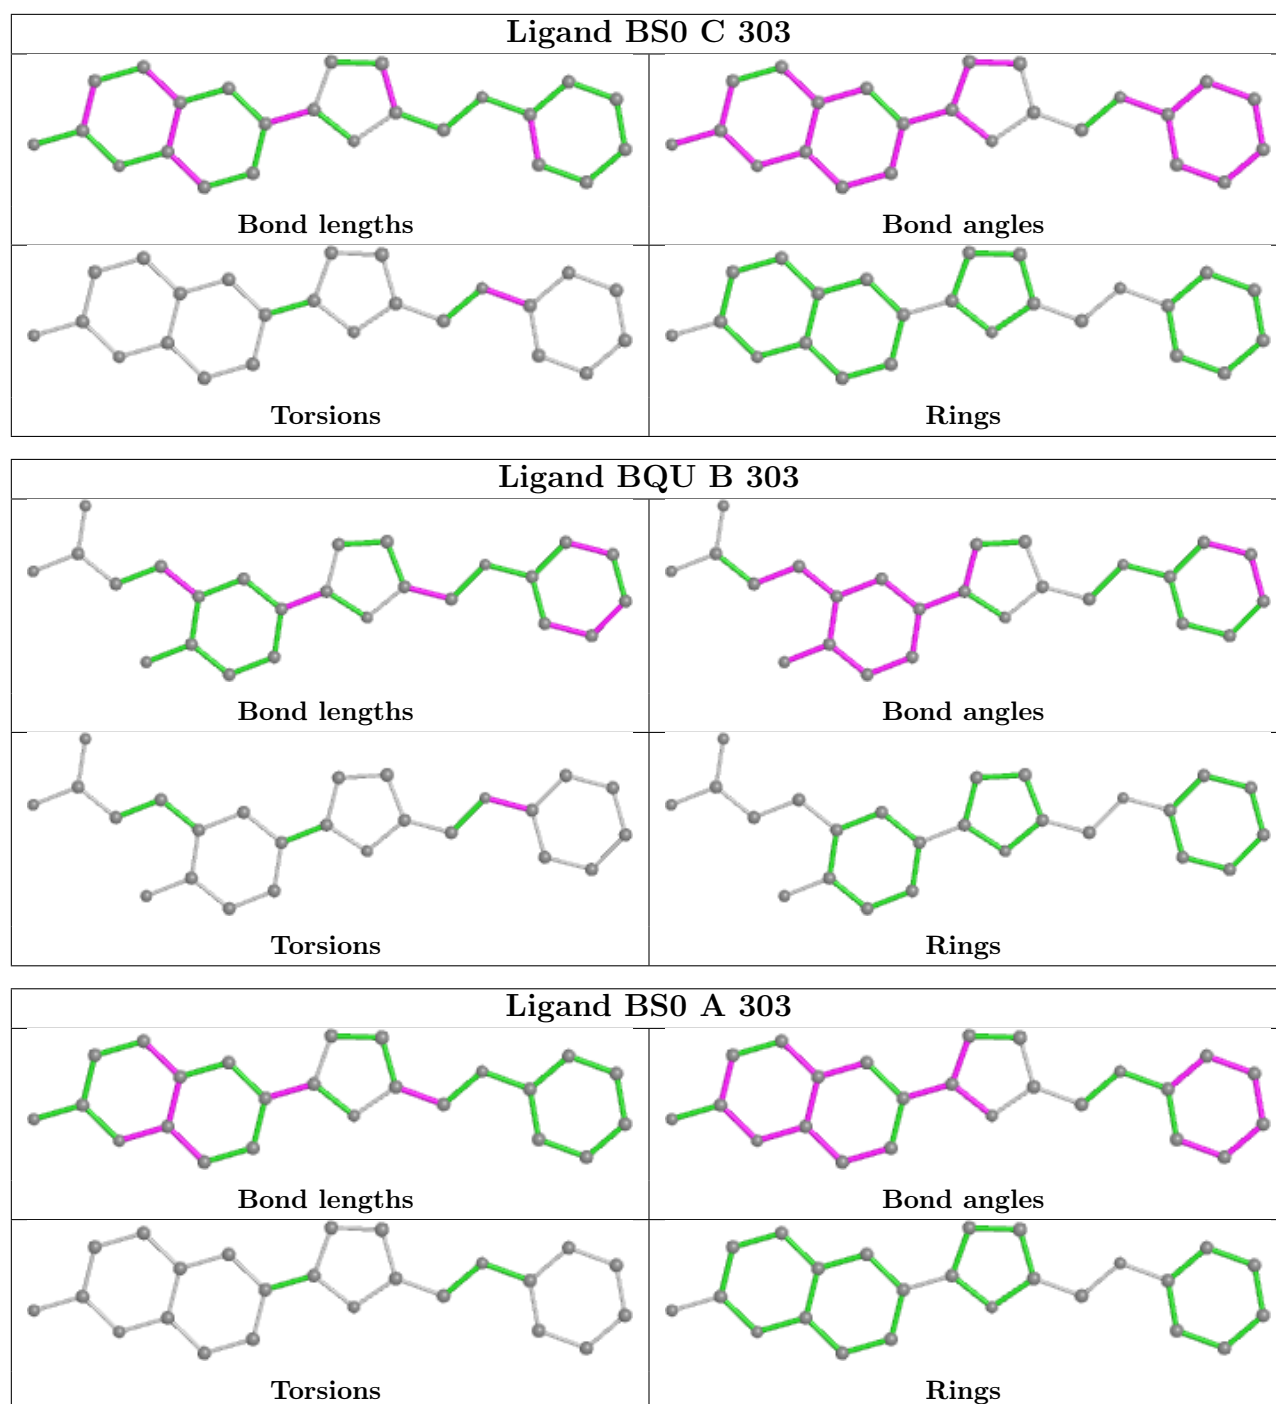 Ligand BS0 C 303
Bond lengths
Bond angles
Torsions
Rings
Ligand BQU B 303
Bond lengths
Bond angles
Torsions
Rings
Ligand BS0 A 303
Bond lengths
Bond angles
Torsions
Rings